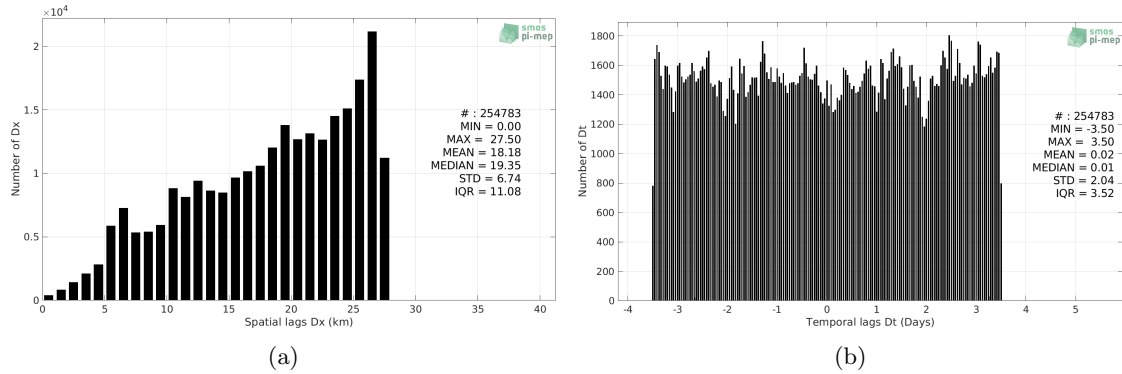 ×10⁴
2
1.5
1
0.5
0
Number of Dx
0 5 10 15 20 25 30 35 40
Spatial lags Dx (km)
smos
pi-mep
# : 254783
MIN = 0.00
MAX = 27.50
MEAN = 18.18
MEDIAN = 19.35
STD = 6.74
IQR = 11.08
(a)
1800
1600
1400
1200
1000
800
600
400
200
0
Number of Dt
-4 -3 -2 -1 0 1 2 3 4 5
Temporal lags Dt (Days)
smos
pi-mep
# : 254783
MIN = -3.50
MAX = 3.50
MEAN = 0.02
MEDIAN = 0.01
STD = 2.04
IQR = 3.52
(b)